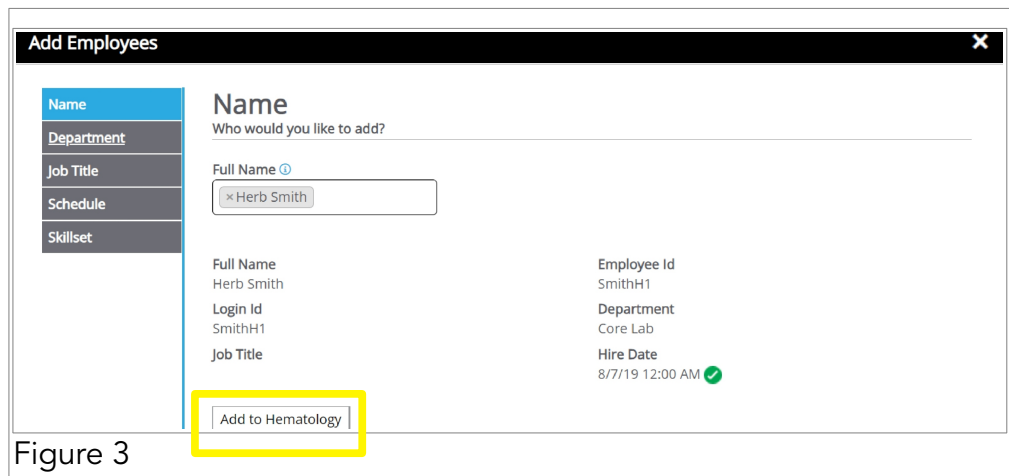 Add Employees ×
Name
Department
Job Title
Schedule
Skillset
Name
Who would you like to add?
Full Name ⓘ
×Herb Smith
Full Name
Herb Smith
Employee Id
SmithH1
Login Id
SmithH1
Department
Core Lab
Job Title
Hire Date
8/7/19 12:00 AM
Add to Hematology
Figure 3